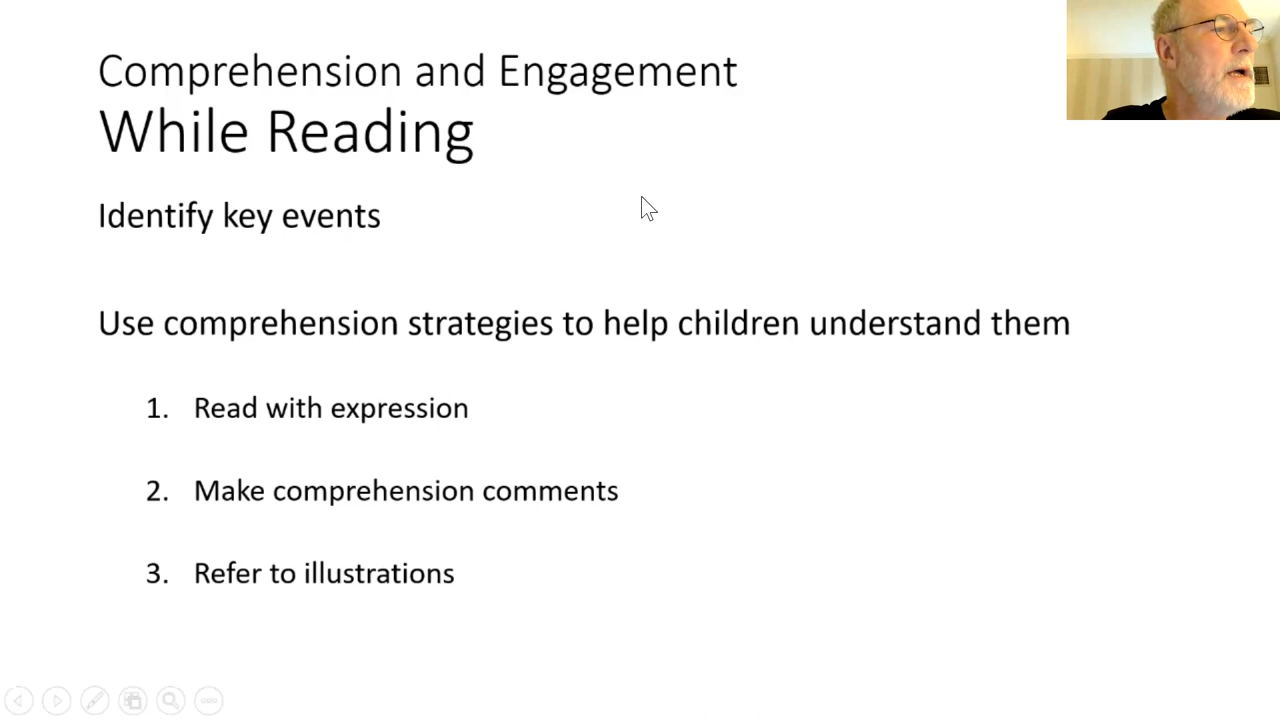 Comprehension and Engagement
While Reading
Identify key events
Use comprehension strategies to help children understand them
1. Read with expression
2. Make comprehension comments
3. Refer to illustrations